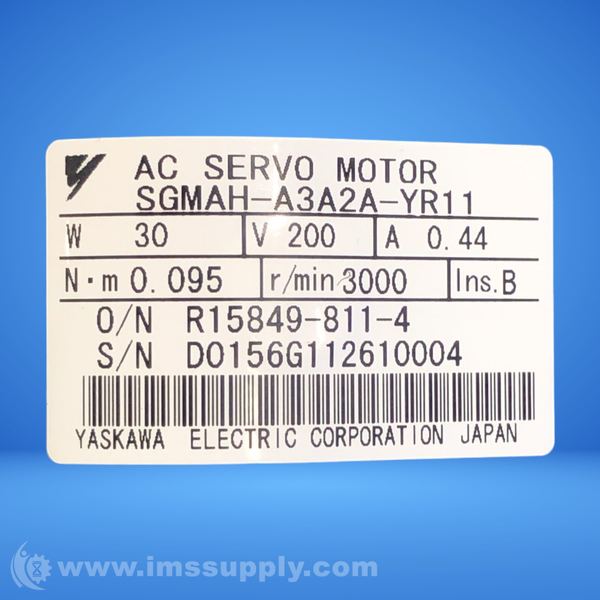 AC SERVO MOTOR
SGMAH-A3A2A-YR11
W 30 V 200 A 0.44
N·m 0.095 r/min 3000 Ins. B
O/N R15849-811-4
S/N D0156G112610004
YASKAWA ELECTRIC CORPORATION JAPAN
www.imssupply.com